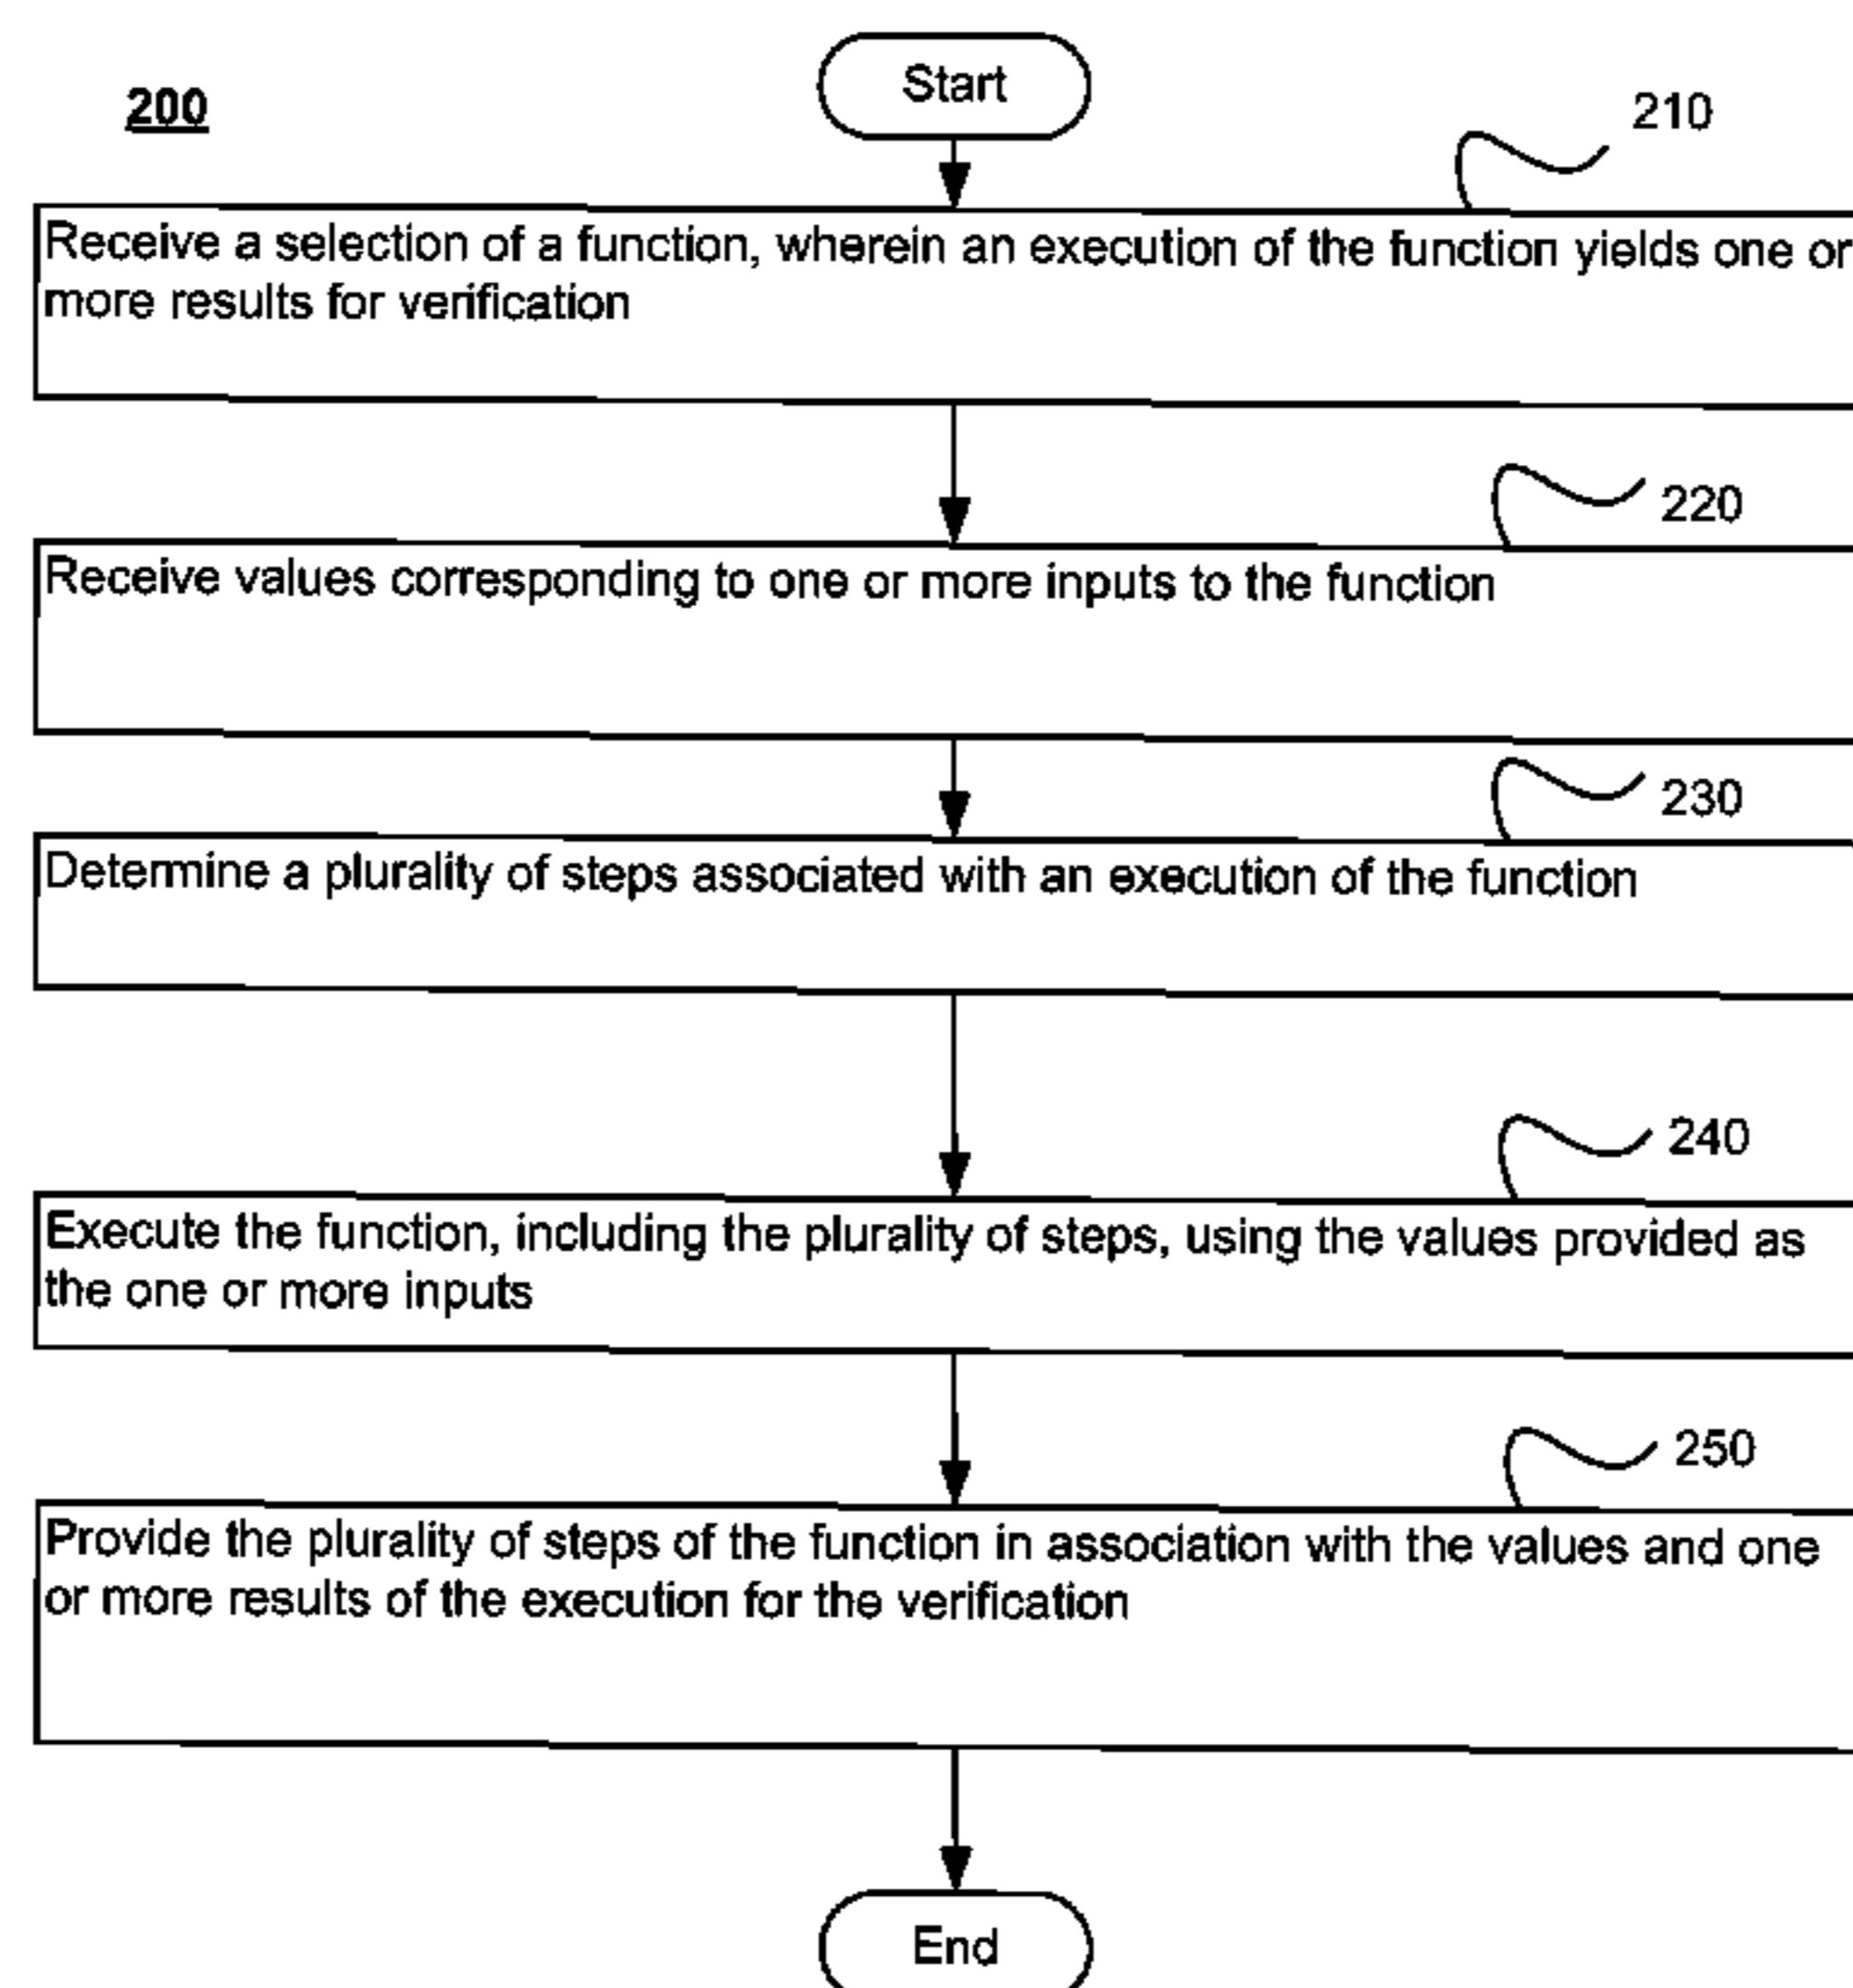 Start
200
210
Receive a selection of a function, wherein an execution of the function yields one or
more results for verification
220
Receive values corresponding to one or more inputs to the function
230
Determine a plurality of steps associated with an execution of the function
240
Execute the function, including the plurality of steps, using the values provided as
the one or more inputs
250
Provide the plurality of steps of the function in association with the values and one
or more results of the execution for the verification
End